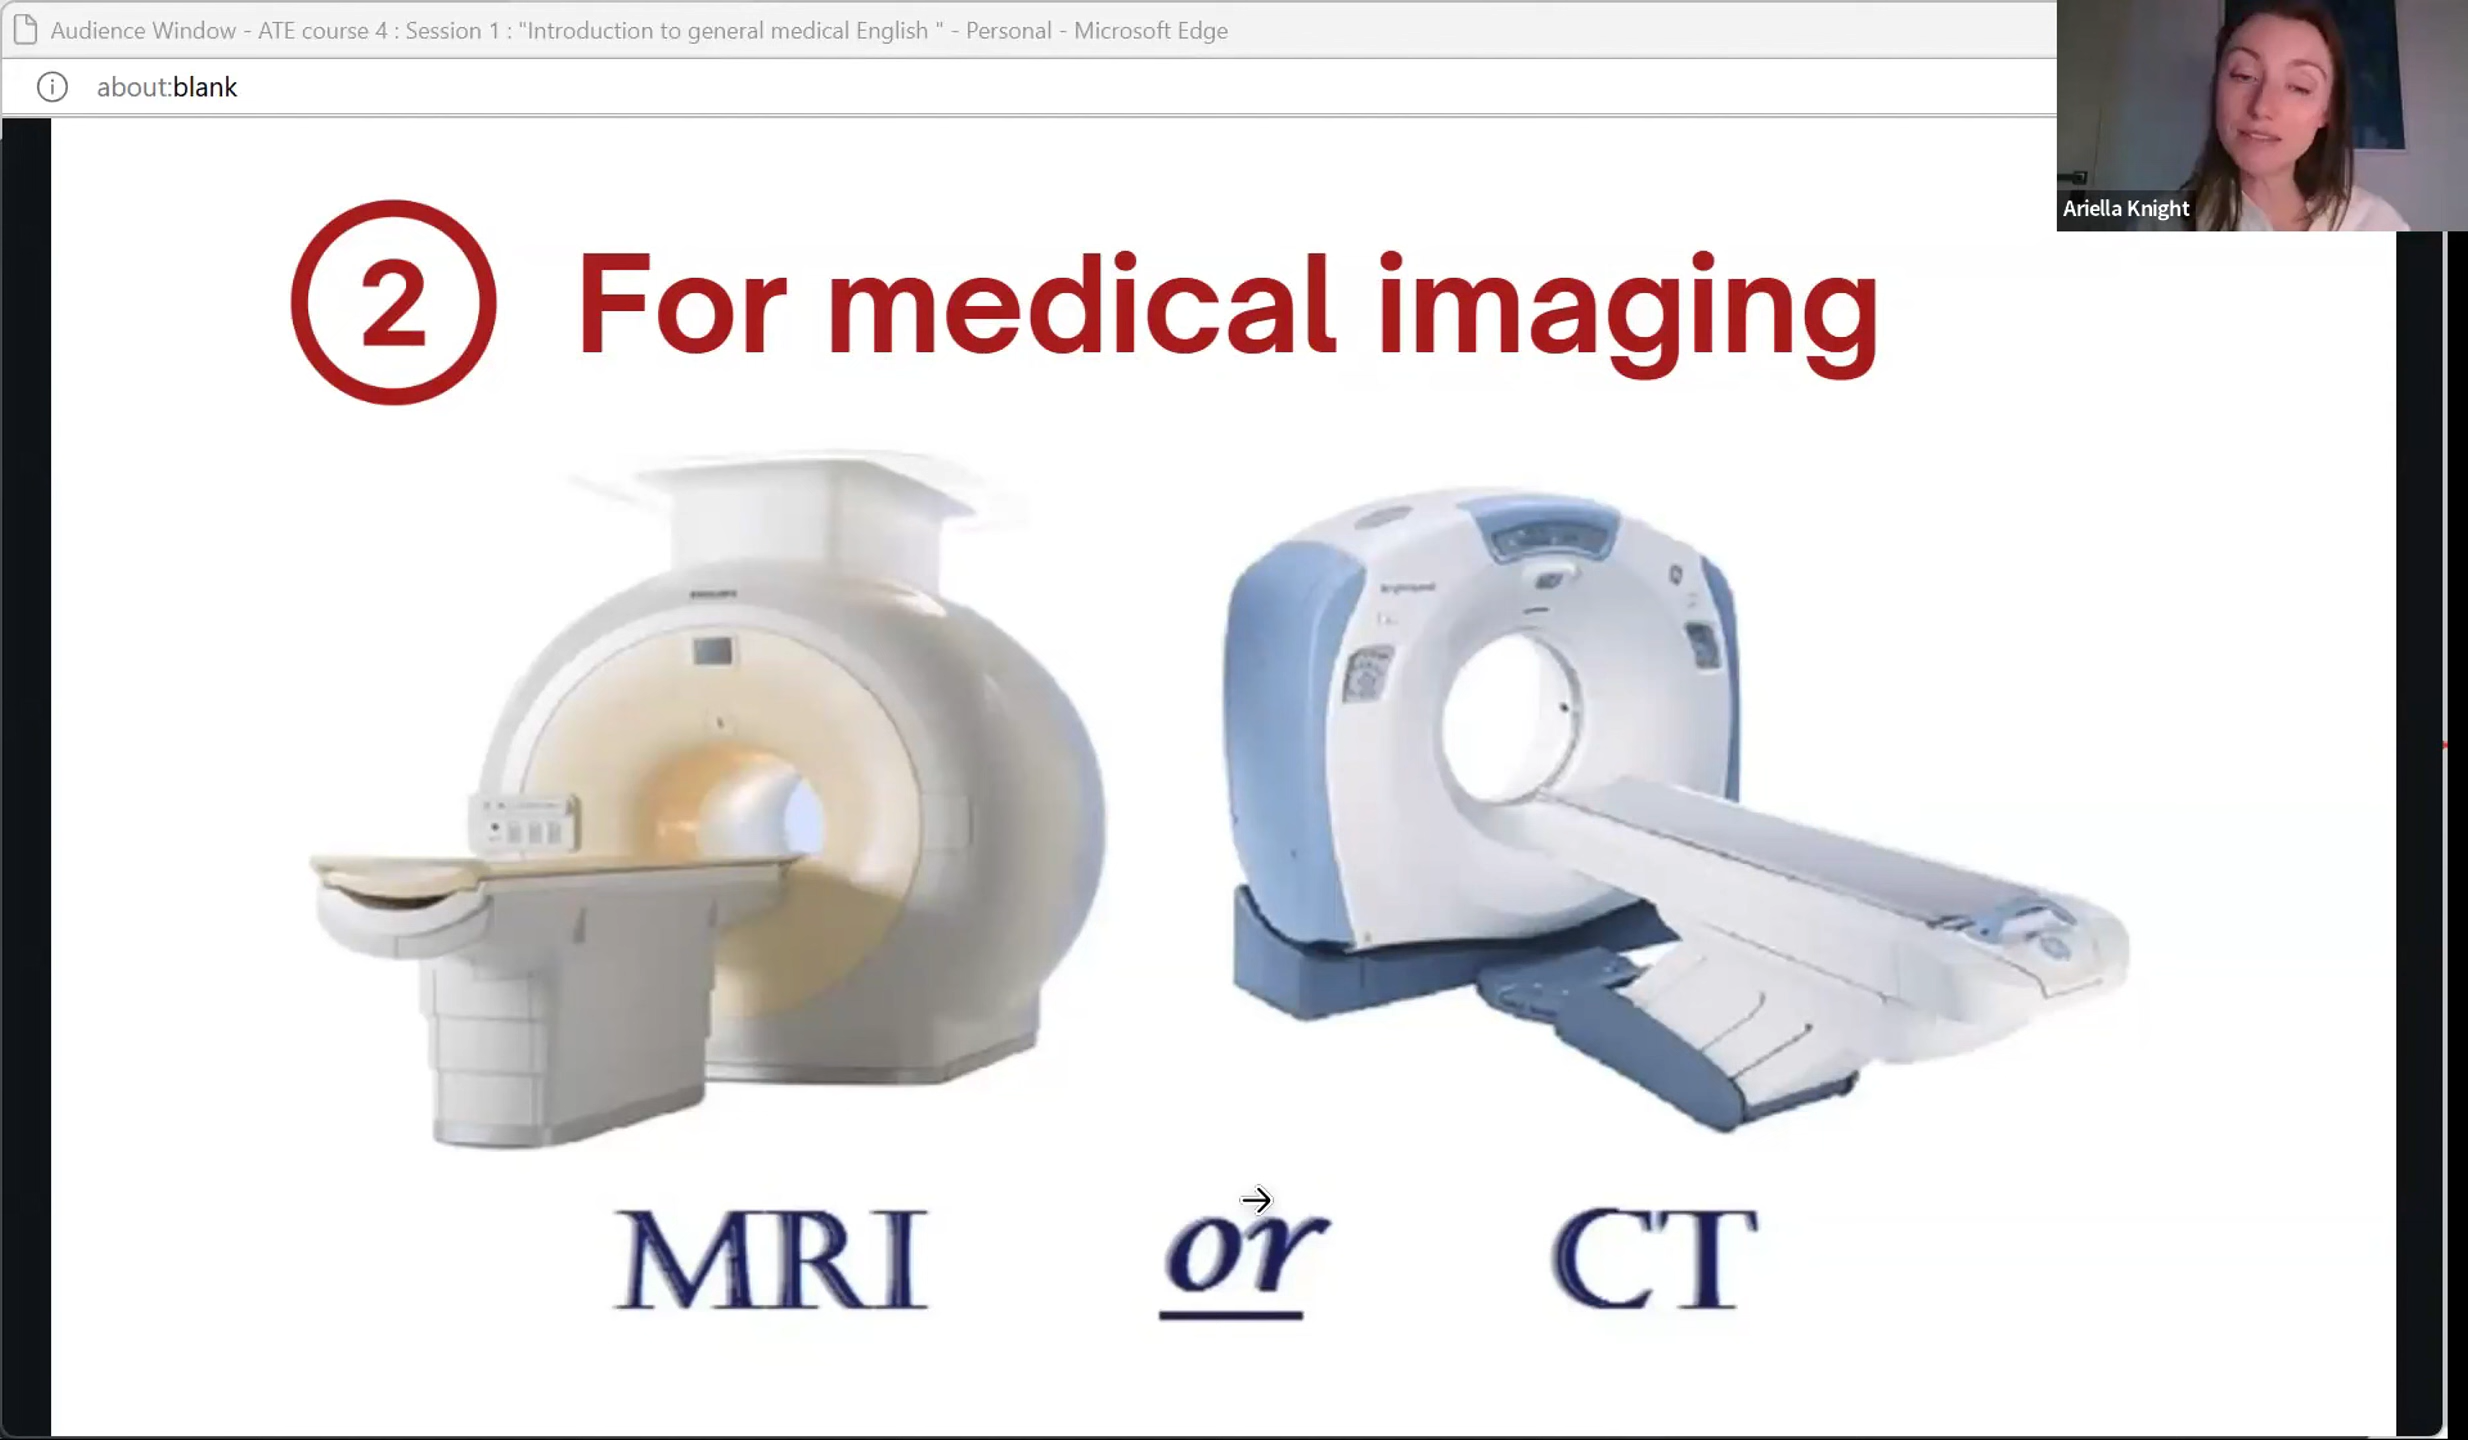 Audience Window - ATE course 4 : Session 1 : "Introduction to general medical English " - Personal - Microsoft Edge
about:blank
Ariella Knight
2 For medical imaging
PHILIPS
MRI or CT